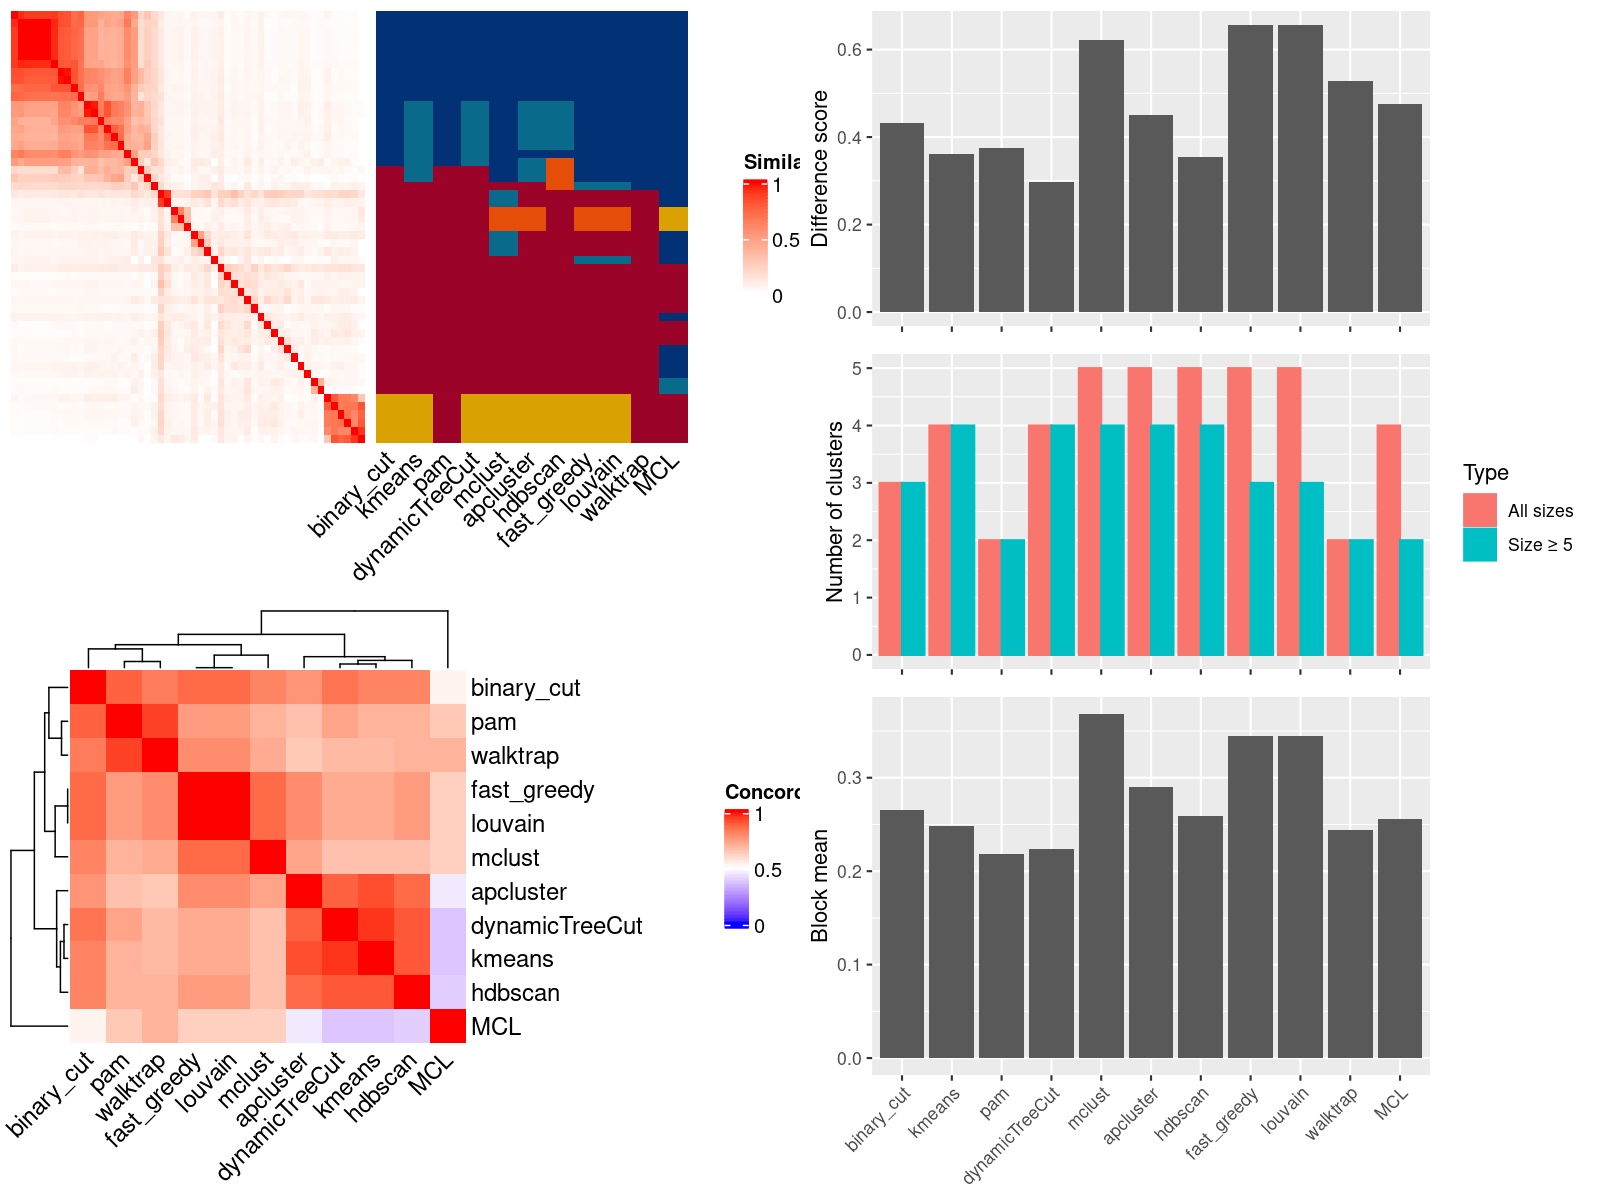 Simila
1
0.5
0
binary_cut
kmeans
pam
dynamicTreeCut
mclust
apcluster
hdbscan
fast_greedy
louvain
walktrap
MCL
binary_cut
pam
walktrap
fast_greedy
louvain
mclust
apcluster
dynamicTreeCut
kmeans
hdbscan
MCL
Concord
1
0.5
0
binary_cut
pam
walktrap
fast_greedy
louvain
mclust
apcluster
dynamicTreeCut
kmeans
hdbscan
MCL
Difference score
0.6
0.4
0.2
0.0
Number of clusters
5
4
3
2
1
0
Type
All sizes
Size ≥ 5
Block mean
0.3
0.2
0.1
0.0
binary_cut
kmeans
pam
dynamicTreeCut
mclust
apcluster
hdbscan
fast_greedy
louvain
walktrap
MCL